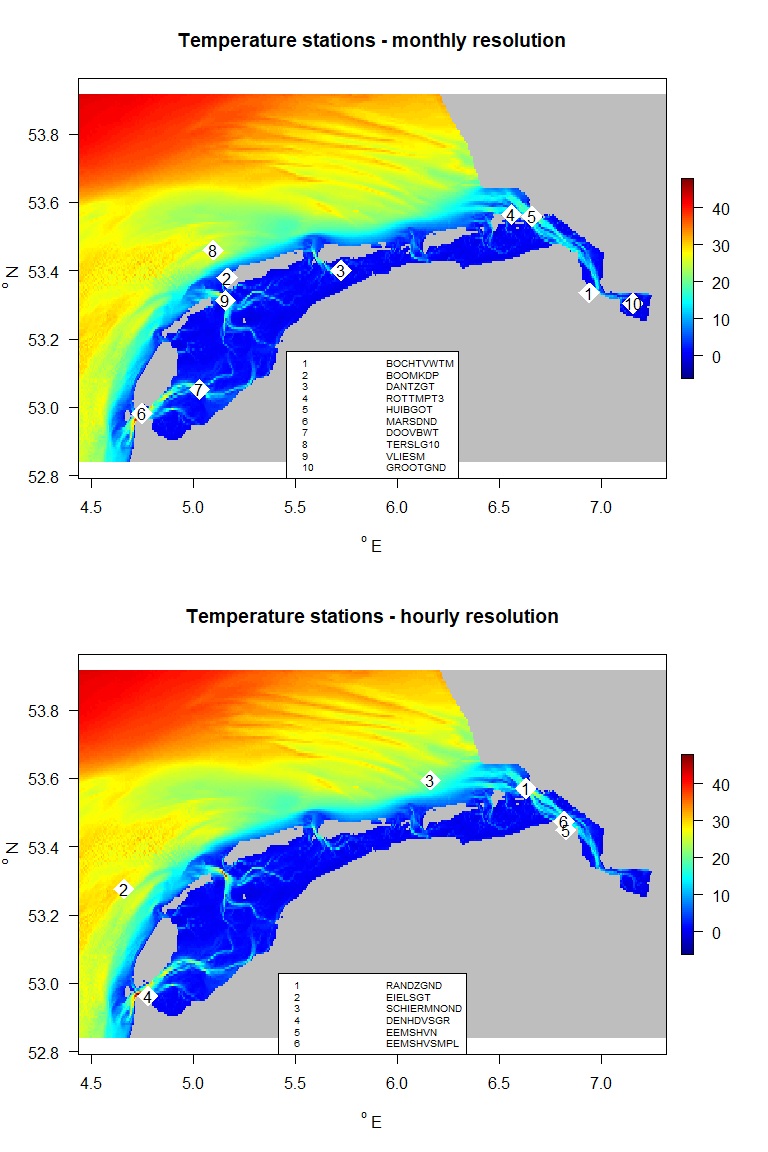 Temperature stations - monthly resolution
53.8
53.6
53.4
53.2
53.0
52.8
° N
4
5
8
2
3
9
1
10
7
6
40
30
20
10
0
1 BOCHTVWTM
2 BOOMKDP
3 DANTZGT
4 ROTTMPT3
5 HUIBGOT
6 MARSDND
7 DOOVBWT
8 TERSLG10
9 VLIESM
10 GROOTGND
4.5 5.0 5.5 6.0 6.5 7.0
° E
Temperature stations - hourly resolution
53.8
53.6
53.4
53.2
53.0
52.8
° N
3
1
6
5
2
4
40
30
20
10
0
1 RANDZGND
2 EIELSGT
3 SCHIERMNOND
4 DENHDVSGR
5 EEMSHVN
6 EEMSHVSMPL
4.5 5.0 5.5 6.0 6.5 7.0
° E